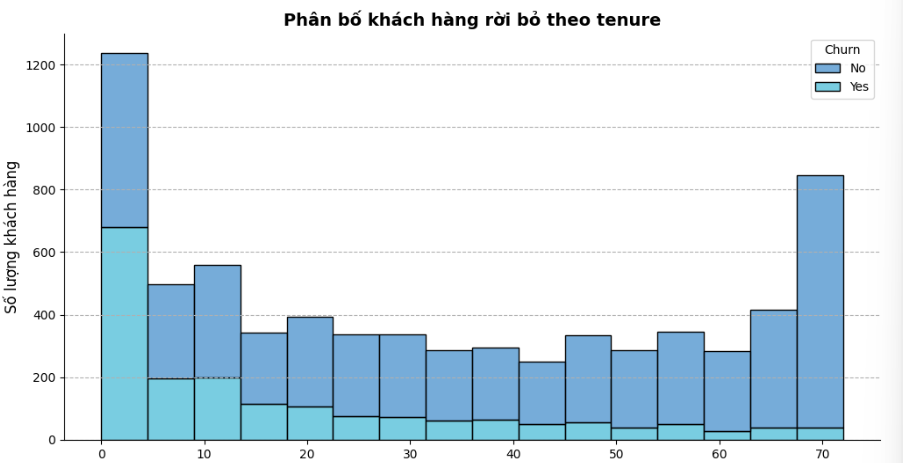 Phân bố khách hàng rời bỏ theo tenure
Churn
No
Yes
Số lượng khách hàng
1200
1000
800
600
400
200
0
0 10 20 30 40 50 60 70